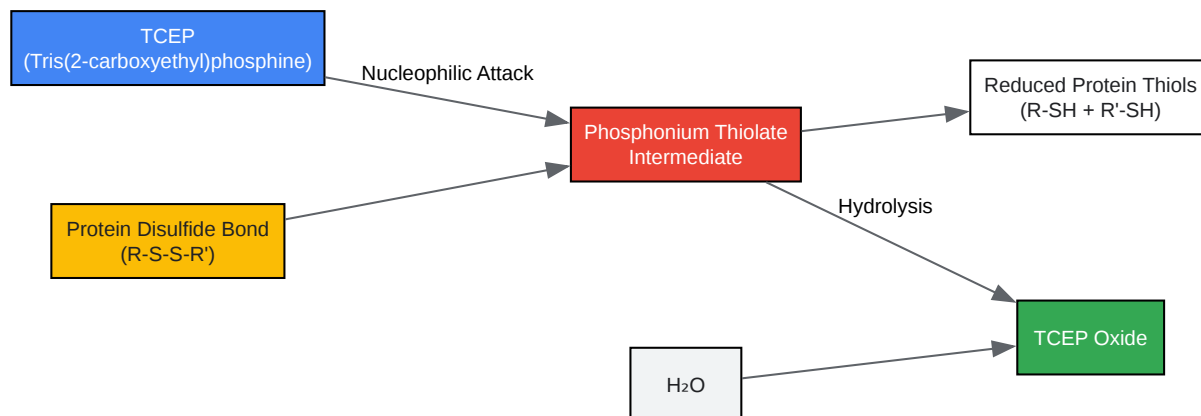 TCEP
(Tris(2-carboxyethyl)phosphine)
Nucleophilic Attack
Reduced Protein Thiols
(R-SH + R'-SH)
Phosphonium Thiolate
Intermediate
Hydrolysis
Protein Disulfide Bond
(R-S-S-R')
TCEP Oxide
H₂O